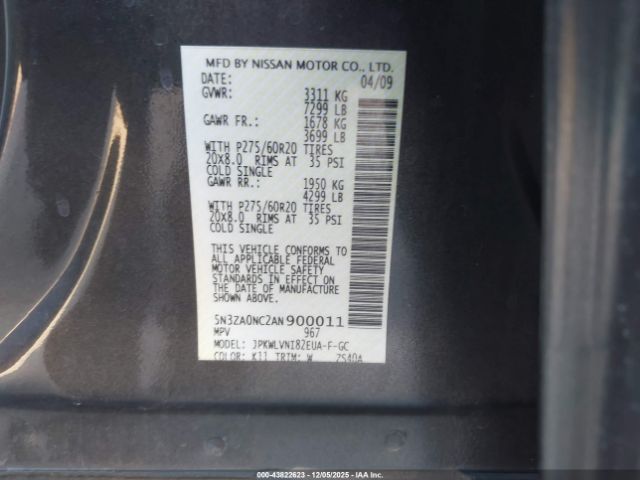 MFD BY NISSAN MOTOR CO., LTD.
DATE: 04/09
GVWR: 3311 KG
7299 LB
GAWR FR.: 1678 KG
3699 LB
WITH P275/60R20 TIRES
20X8.0 RIMS AT 35 PSI
COLD SINGLE
GAWR RR.: 1950 KG
4299 LB
WITH P275/60R20 TIRES
20X8.0 RIMS AT 35 PSI
COLD SINGLE
THIS VEHICLE CONFORMS TO
ALL APPLICABLE FEDERAL
MOTOR VEHICLE SAFETY
STANDARDS IN EFFECT ON
THE DATE OF MANUFACTURE
SHOWN ABOVE.
5N3ZA0NC2AN900011
MPV 967
MODEL: JPKWLVNI82EUA-F-GC
COLOR: K11 TRIM: W ZS40A
000-43822623 - 12/05/2025 - IAA Inc.